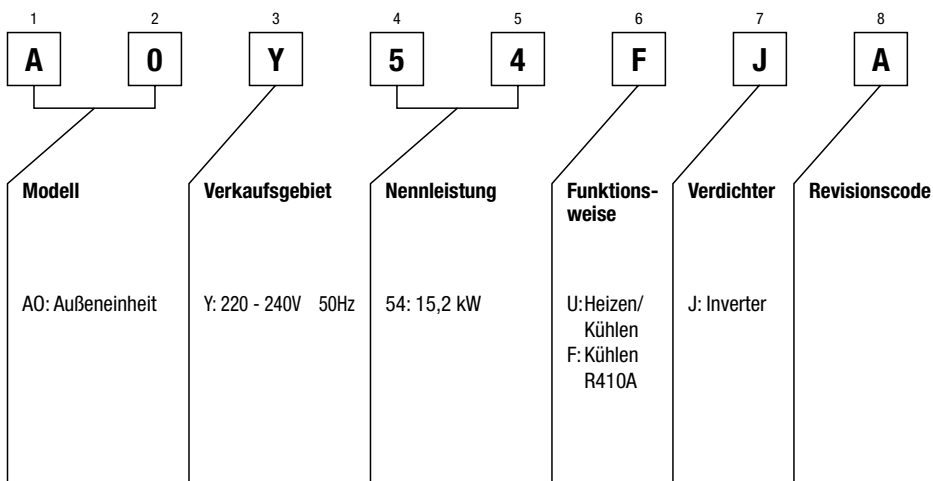 1 2 3 4 5 6 7 8
A O Y 5 4 F J A
Modell
AO: Außeneinheit
Verkaufsgebiet
Y: 220 - 240V 50Hz
Nennleistung
54: 15,2 kW
Funktions-
weise
U: Heizen/
Kühlen
F: Kühlen
R410A
Verdichter
J: Inverter
Revisionscode